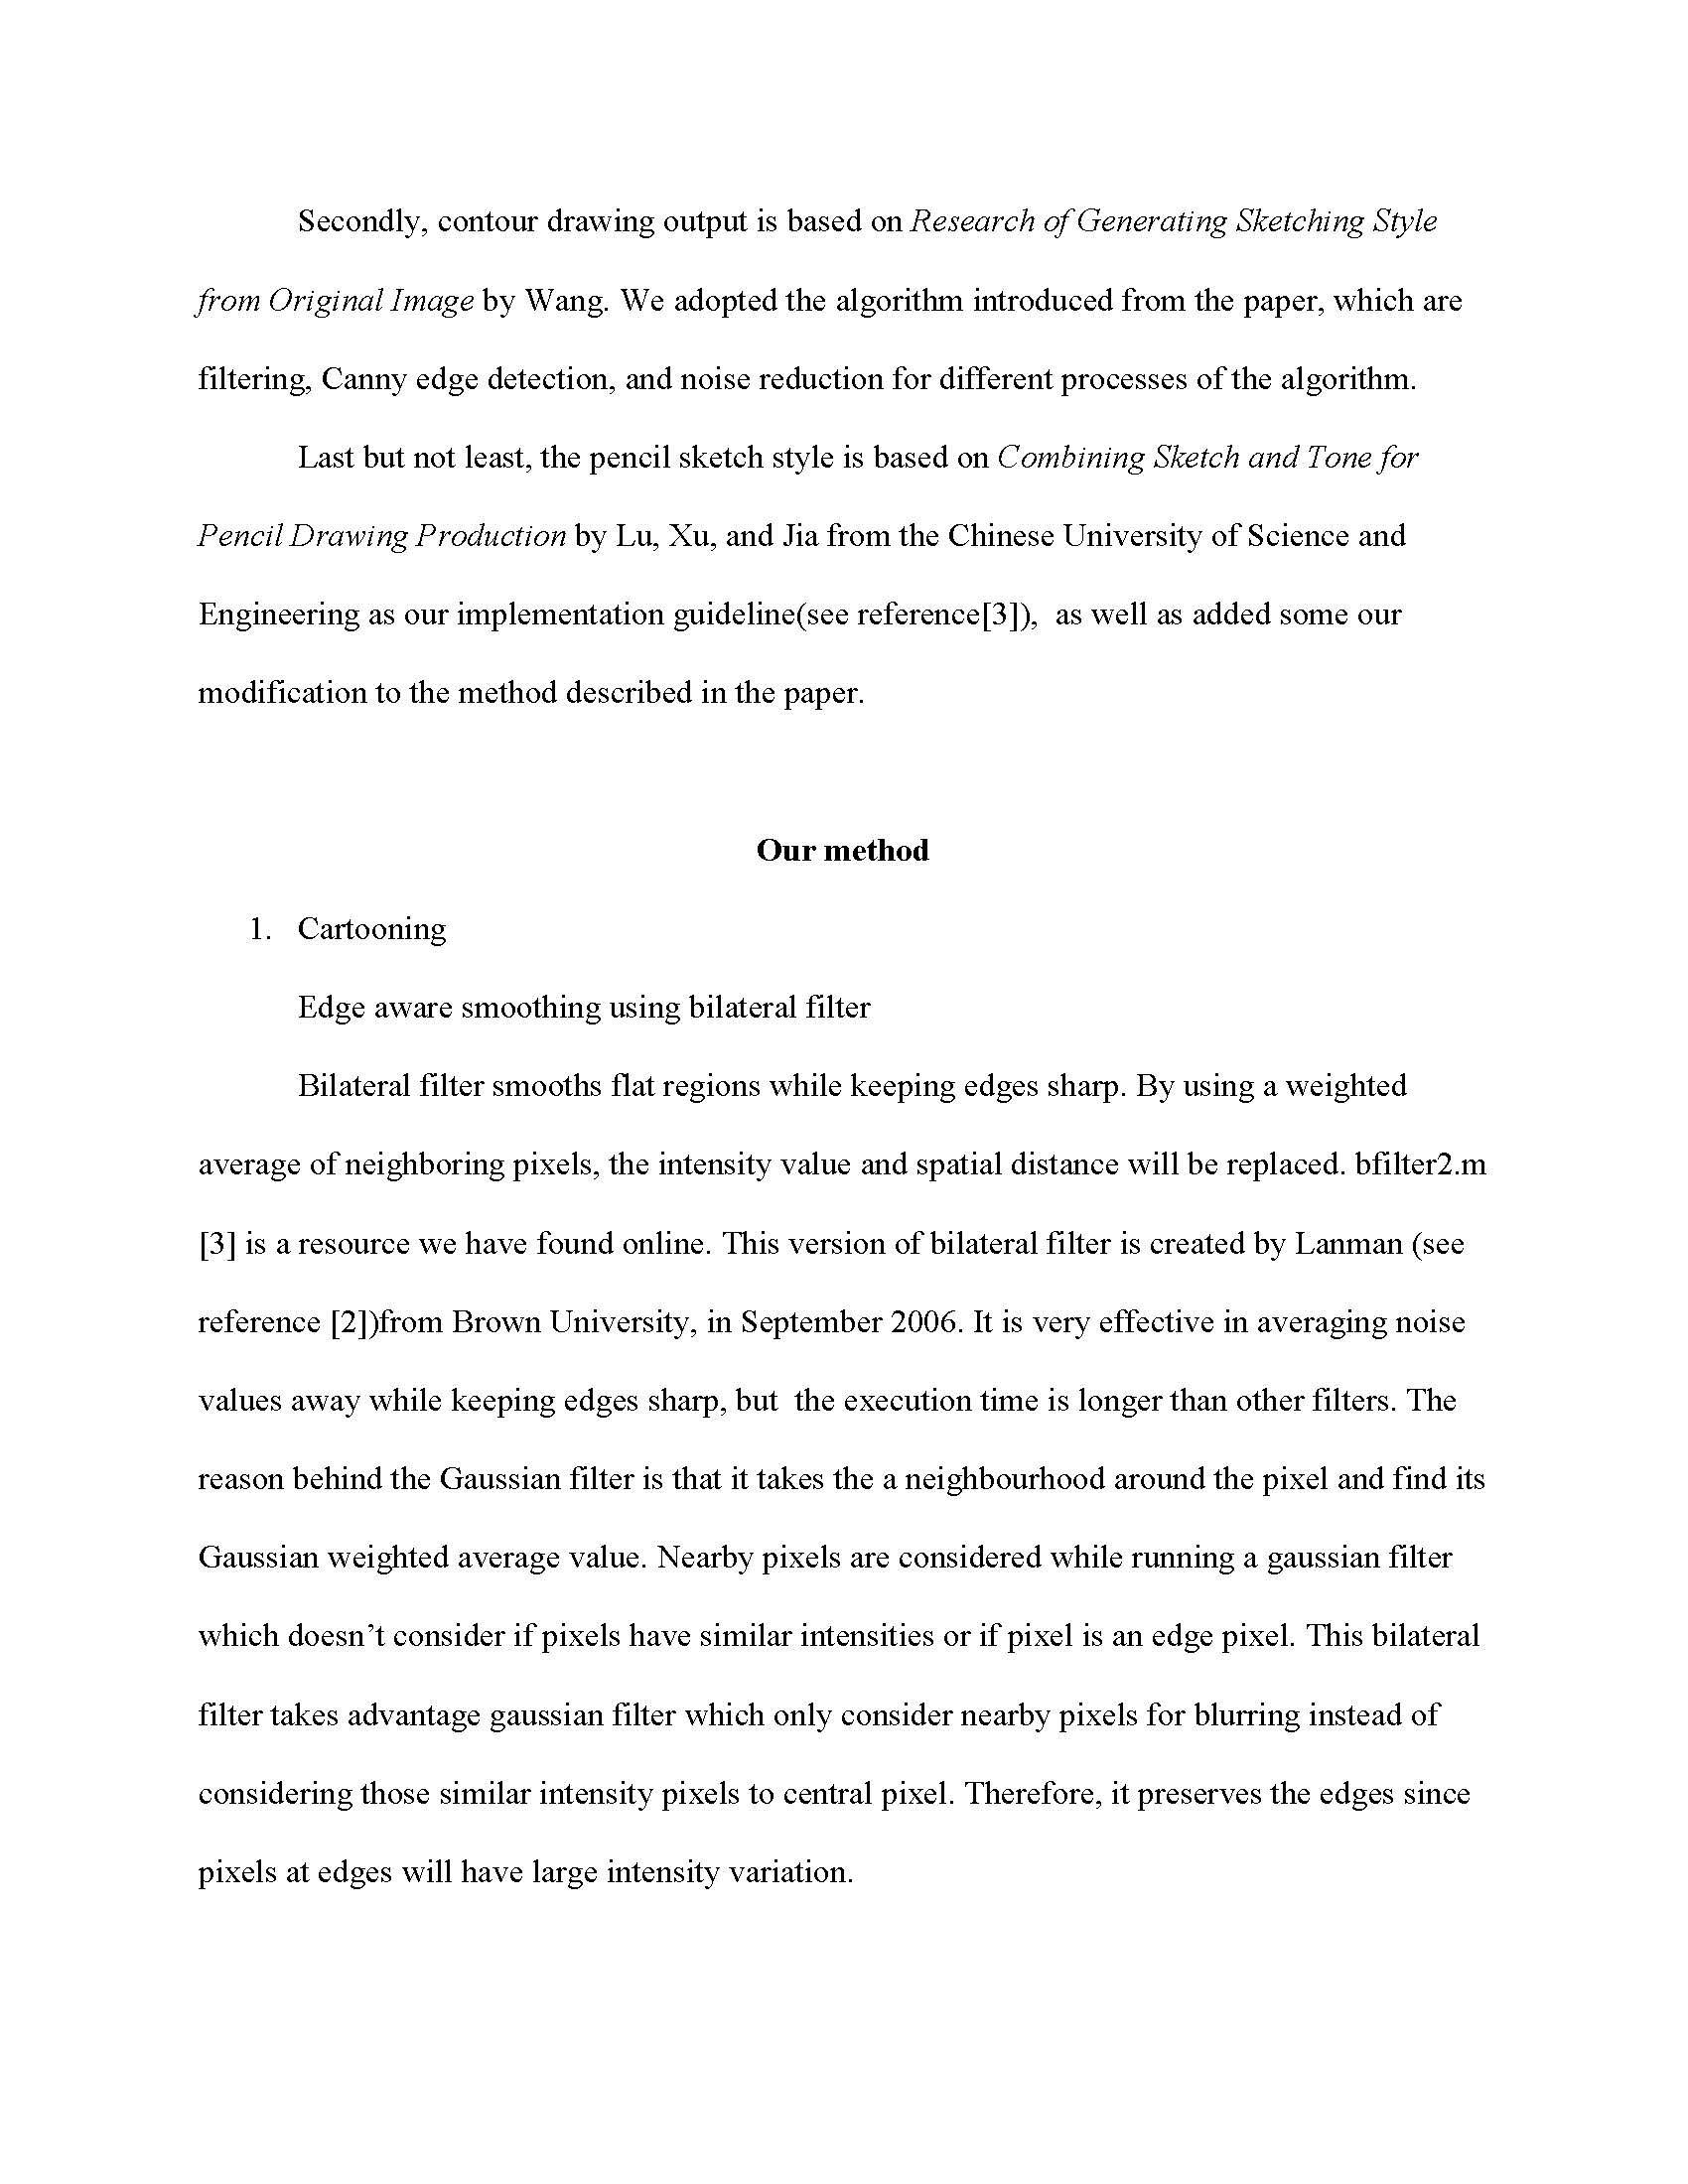 Secondly, contour drawing output is based on Research of Generating Sketching Style
from Original Image by Wang. We adopted the algorithm introduced from the paper, which are
filtering, Canny edge detection, and noise reduction for different processes of the algorithm.
Last but not least, the pencil sketch style is based on Combining Sketch and Tone for
Pencil Drawing Production by Lu, Xu, and Jia from the Chinese University of Science and
Engineering as our implementation guideline(see reference[3]),  as well as added some our
modification to the method described in the paper.
Our method
1. Cartooning
Edge aware smoothing using bilateral filter
Bilateral filter smooths flat regions while keeping edges sharp. By using a weighted
average of neighboring pixels, the intensity value and spatial distance will be replaced. bfilter2.m
[3] is a resource we have found online. This version of bilateral filter is created by Lanman (see
reference [2])from Brown University, in September 2006. It is very effective in averaging noise
values away while keeping edges sharp, but  the execution time is longer than other filters. The
reason behind the Gaussian filter is that it takes the a neighbourhood around the pixel and find its
Gaussian weighted average value. Nearby pixels are considered while running a gaussian filter
which doesn’t consider if pixels have similar intensities or if pixel is an edge pixel. This bilateral
filter takes advantage gaussian filter which only consider nearby pixels for blurring instead of
considering those similar intensity pixels to central pixel. Therefore, it preserves the edges since
pixels at edges will have large intensity variation.